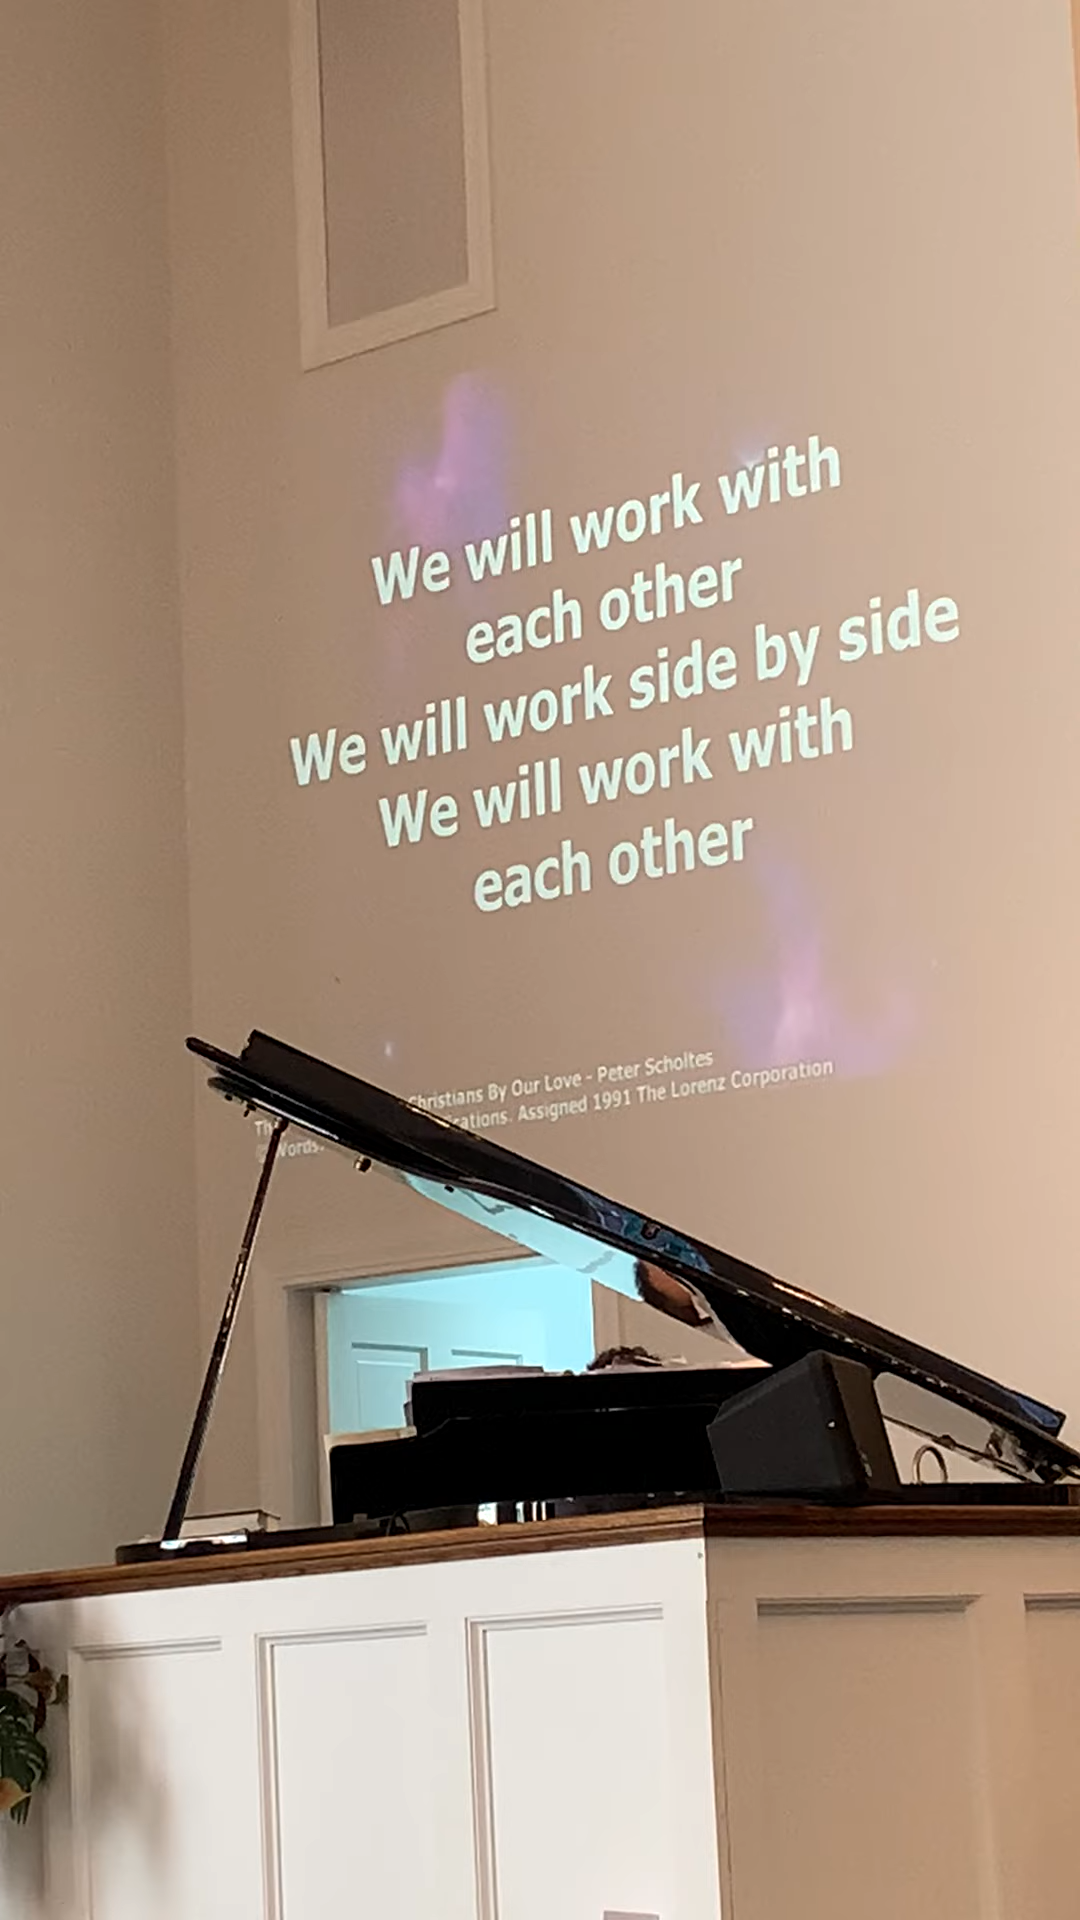 We will work with
each other
We will work side by side
We will work with
each other
Christians By Our Love - Peter Scholtes
Assigned 1991 The Lorenz Corporation
Words